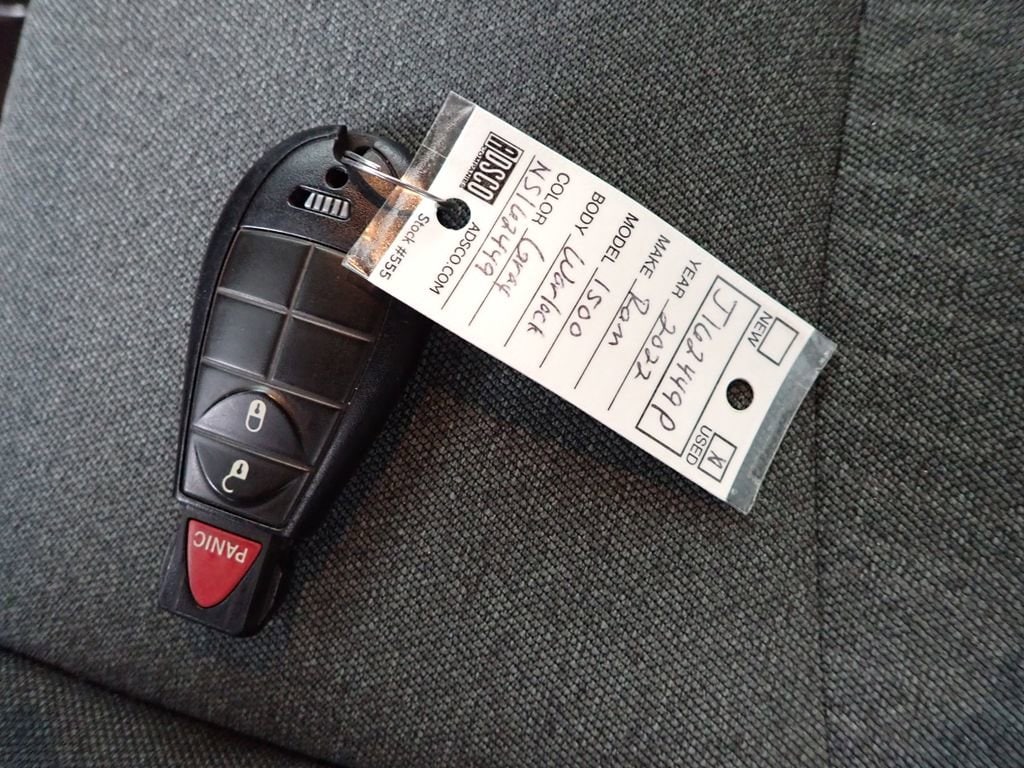 NEW
USED X
J162449P
YEAR 2022
MAKE Ram
MODEL 1500
BODY Warlock
COLOR Gray
NS162449
ADSCO
COMPANIES
ADSCO.COM
Stock #555
PANIC